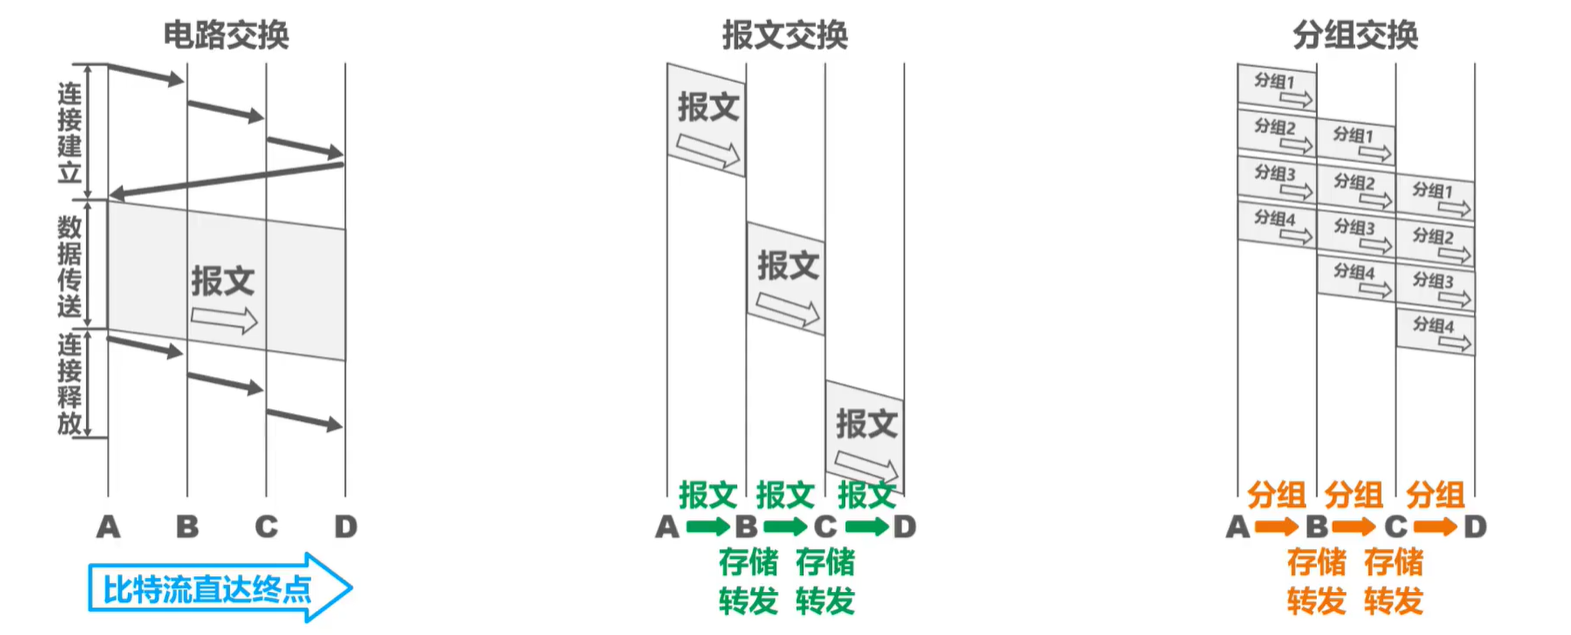 电路交换
连接建立
数据传送
连接释放
报文
A B C D
比特流直达终点
报文交换
报文
报文
报文
报文 报文 报文
A B C D
存储 存储
转发 转发
分组交换
分组1
分组2 分组1
分组3 分组2 分组1
分组4 分组3 分组2
分组4 分组3
分组4
分组 分组 分组
A B C D
存储 存储
转发 转发